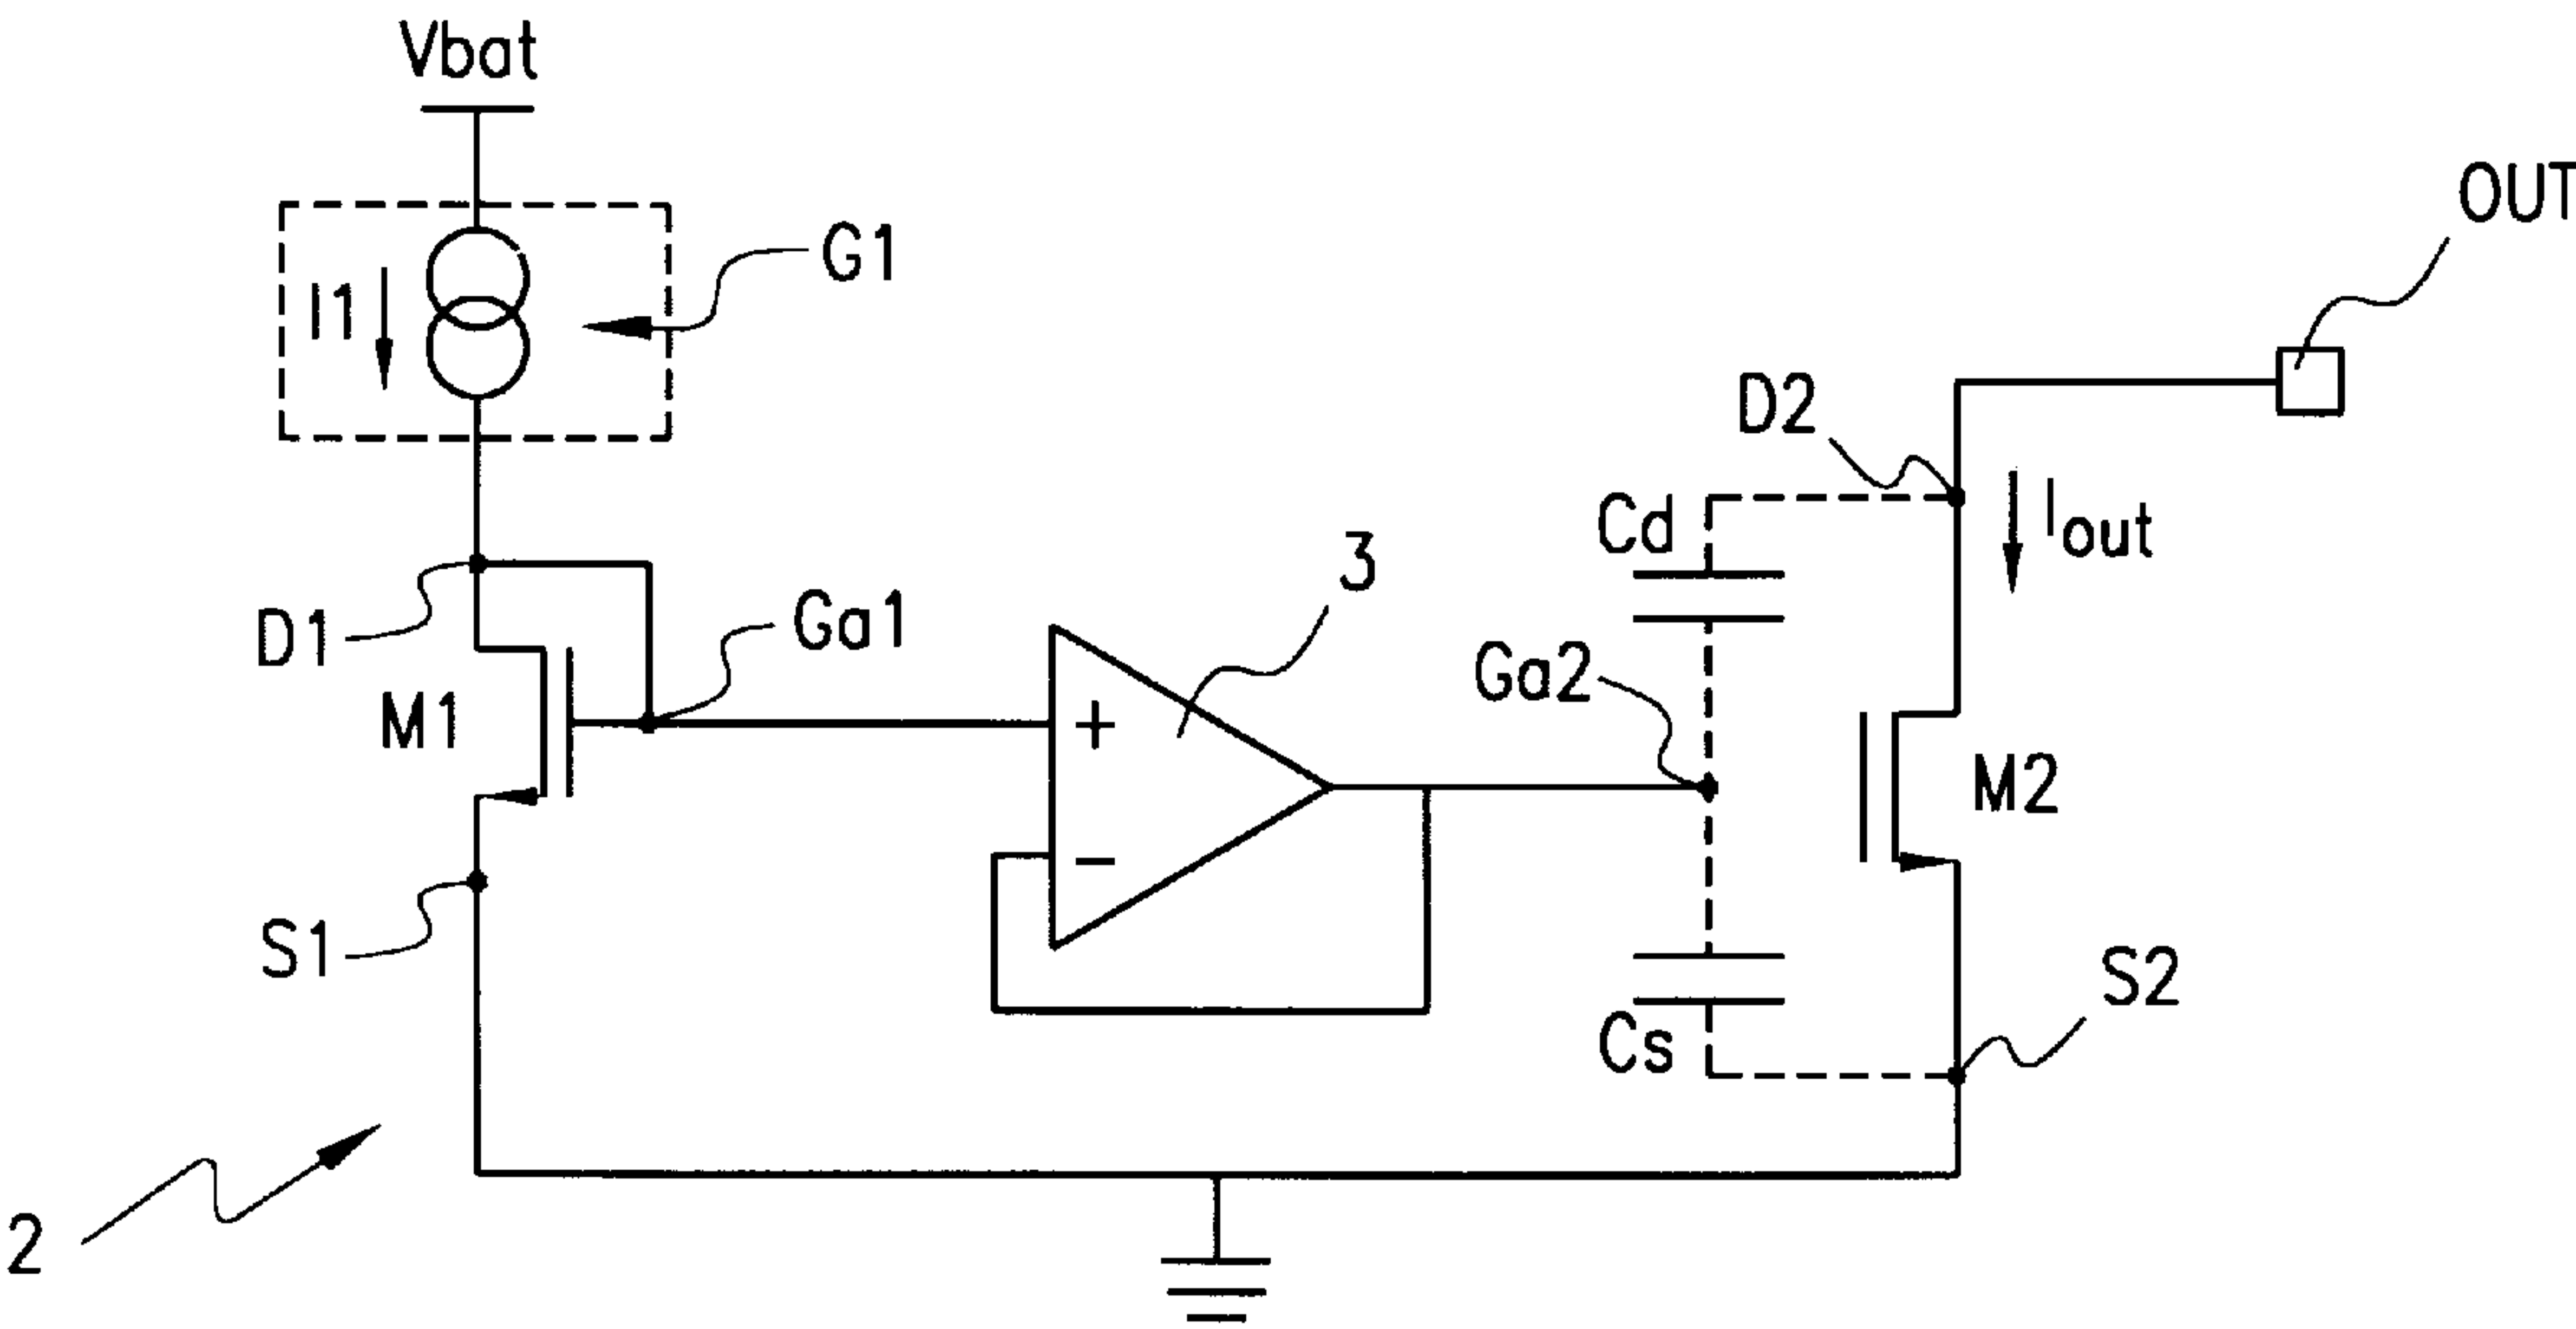 Vbat
OUT
G1
I1
D2
Cd
Iout
3
D1
Ga1
Ga2
M1
+
M2
−
S1
S2
Cs
2